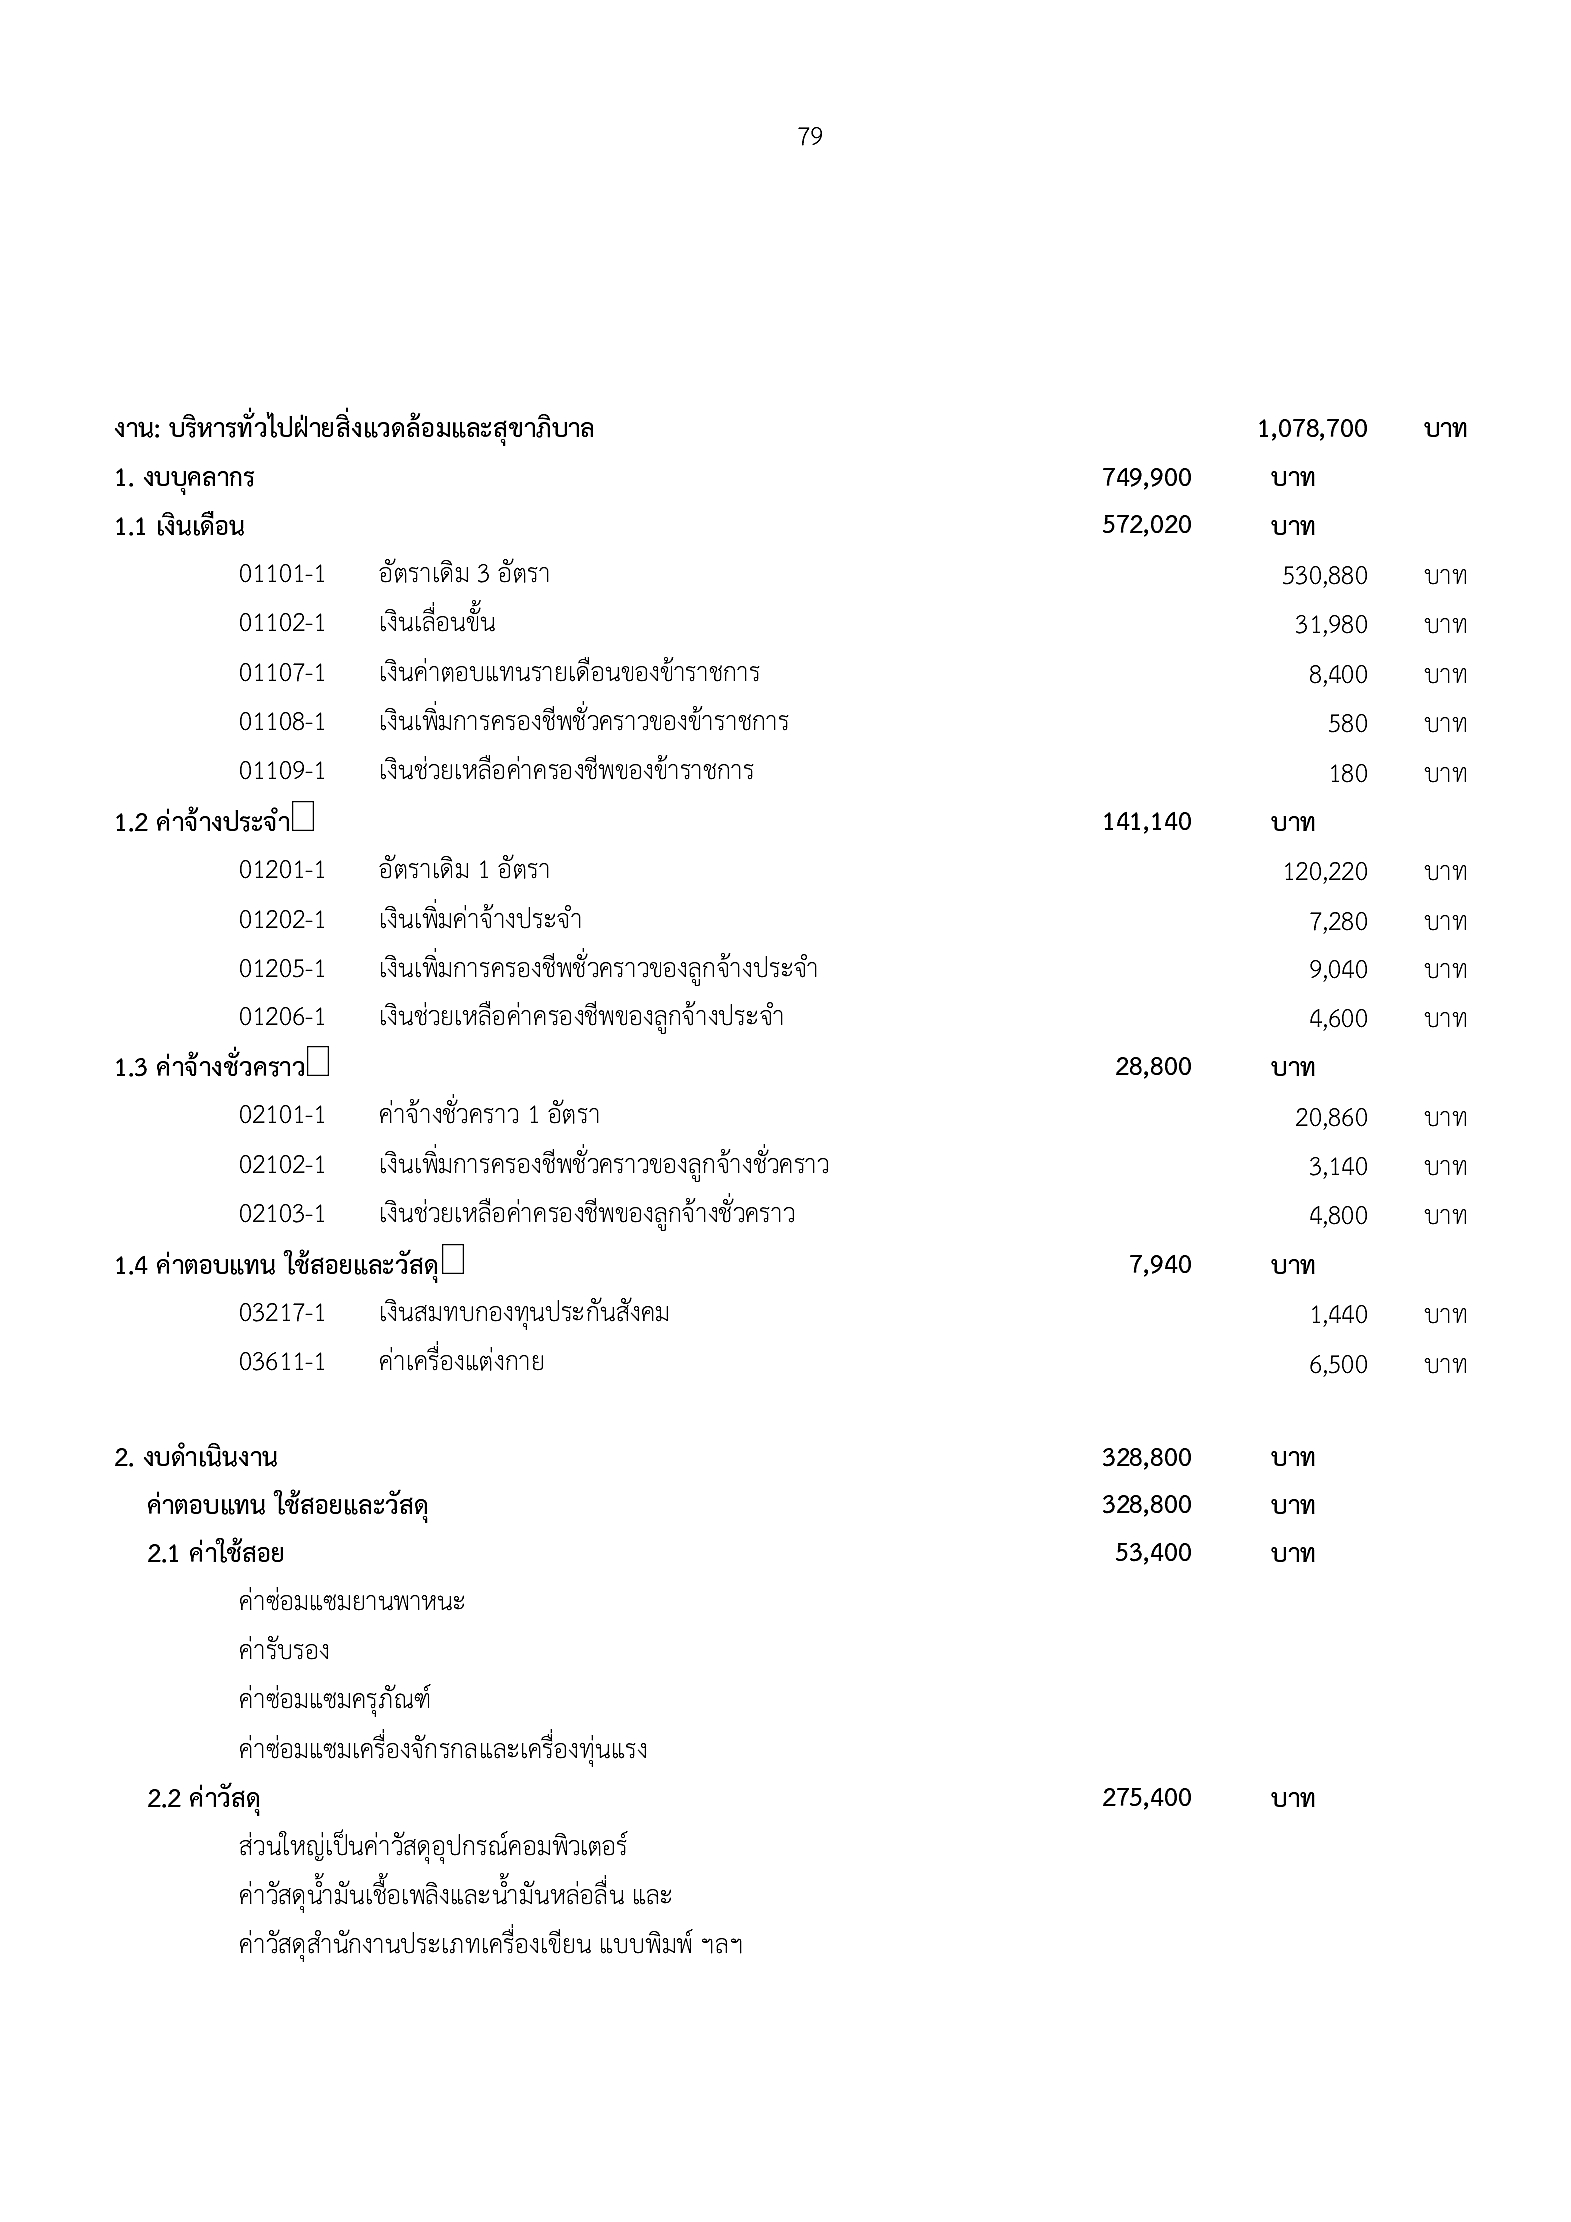 79
งาน: บริหารทั่วไปฝ่ายสิ่งแวดล้อมและสุขาภิบาล 1,078,700 บาท
1. งบบุคลากร 749,900 บาท
1.1 เงินเดือน 572,020 บาท
01101-1 อัตราเดิม 3 อัตรา 530,880 บาท
01102-1 เงินเลื่อนขั้น 31,980 บาท
01107-1 เงินค่าตอบแทนรายเดือนของข้าราชการ 8,400 บาท
01108-1 เงินเพิ่มการครองชีพชั่วคราวของข้าราชการ 580 บาท
01109-1 เงินช่วยเหลือค่าครองชีพของข้าราชการ 180 บาท
1.2 ค่าจ้างประจำ 141,140 บาท
01201-1 อัตราเดิม 1 อัตรา 120,220 บาท
01202-1 เงินเพิ่มค่าจ้างประจำ 7,280 บาท
01205-1 เงินเพิ่มการครองชีพชั่วคราวของลูกจ้างประจำ 9,040 บาท
01206-1 เงินช่วยเหลือค่าครองชีพของลูกจ้างประจำ 4,600 บาท
1.3 ค่าจ้างชั่วคราว 28,800 บาท
02101-1 ค่าจ้างชั่วคราว 1 อัตรา 20,860 บาท
02102-1 เงินเพิ่มการครองชีพชั่วคราวของลูกจ้างชั่วคราว 3,140 บาท
02103-1 เงินช่วยเหลือค่าครองชีพของลูกจ้างชั่วคราว 4,800 บาท
1.4 ค่าตอบแทน ใช้สอยและวัสดุ 7,940 บาท
03217-1 เงินสมทบกองทุนประกันสังคม 1,440 บาท
03611-1 ค่าเครื่องแต่งกาย 6,500 บาท
2. งบดำเนินงาน 328,800 บาท
ค่าตอบแทน ใช้สอยและวัสดุ 328,800 บาท
2.1 ค่าใช้สอย 53,400 บาท
ค่าซ่อมแซมยานพาหนะ
ค่ารับรอง
ค่าซ่อมแซมครุภัณฑ์
ค่าซ่อมแซมเครื่องจักรกลและเครื่องทุ่นแรง
2.2 ค่าวัสดุ 275,400 บาท
ส่วนใหญ่เป็นค่าวัสดุอุปกรณ์คอมพิวเตอร์
ค่าวัสดุน้ำมันเชื้อเพลิงและน้ำมันหล่อลื่น และ
ค่าวัสดุสำนักงานประเภทเครื่องเขียน แบบพิมพ์ ฯลฯ